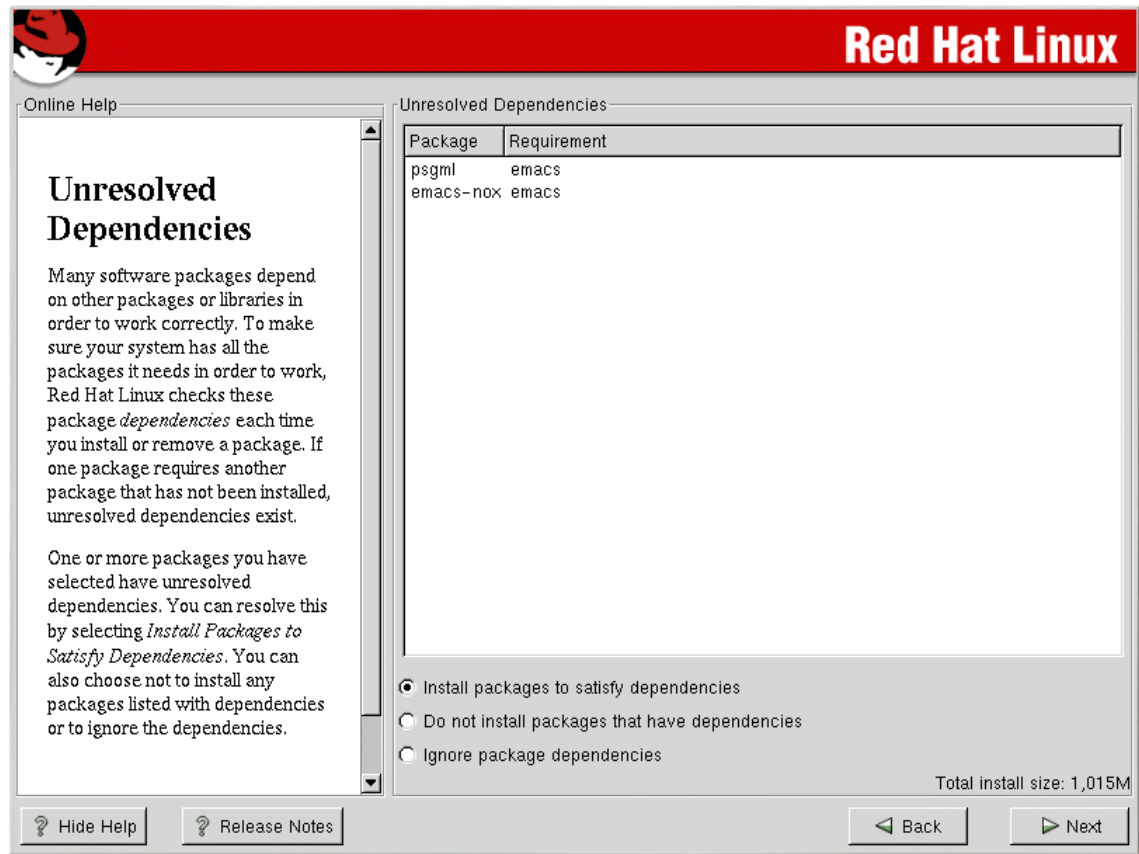 Red Hat Linux
Online Help
Unresolved
Dependencies
Many software packages depend
on other packages or libraries in
order to work correctly. To make
sure your system has all the
packages it needs in order to work,
Red Hat Linux checks these
package dependencies each time
you install or remove a package. If
one package requires another
package that has not been installed,
unresolved dependencies exist.
One or more packages you have
selected have unresolved
dependencies. You can resolve this
by selecting Install Packages to
Satisfy Dependencies. You can
also choose not to install any
packages listed with dependencies
or to ignore the dependencies.
Unresolved Dependencies
Package Requirement
psgml emacs
emacs-nox emacs
Install packages to satisfy dependencies
Do not install packages that have dependencies
Ignore package dependencies
Total install size: 1,015M
Hide Help Release Notes Back Next